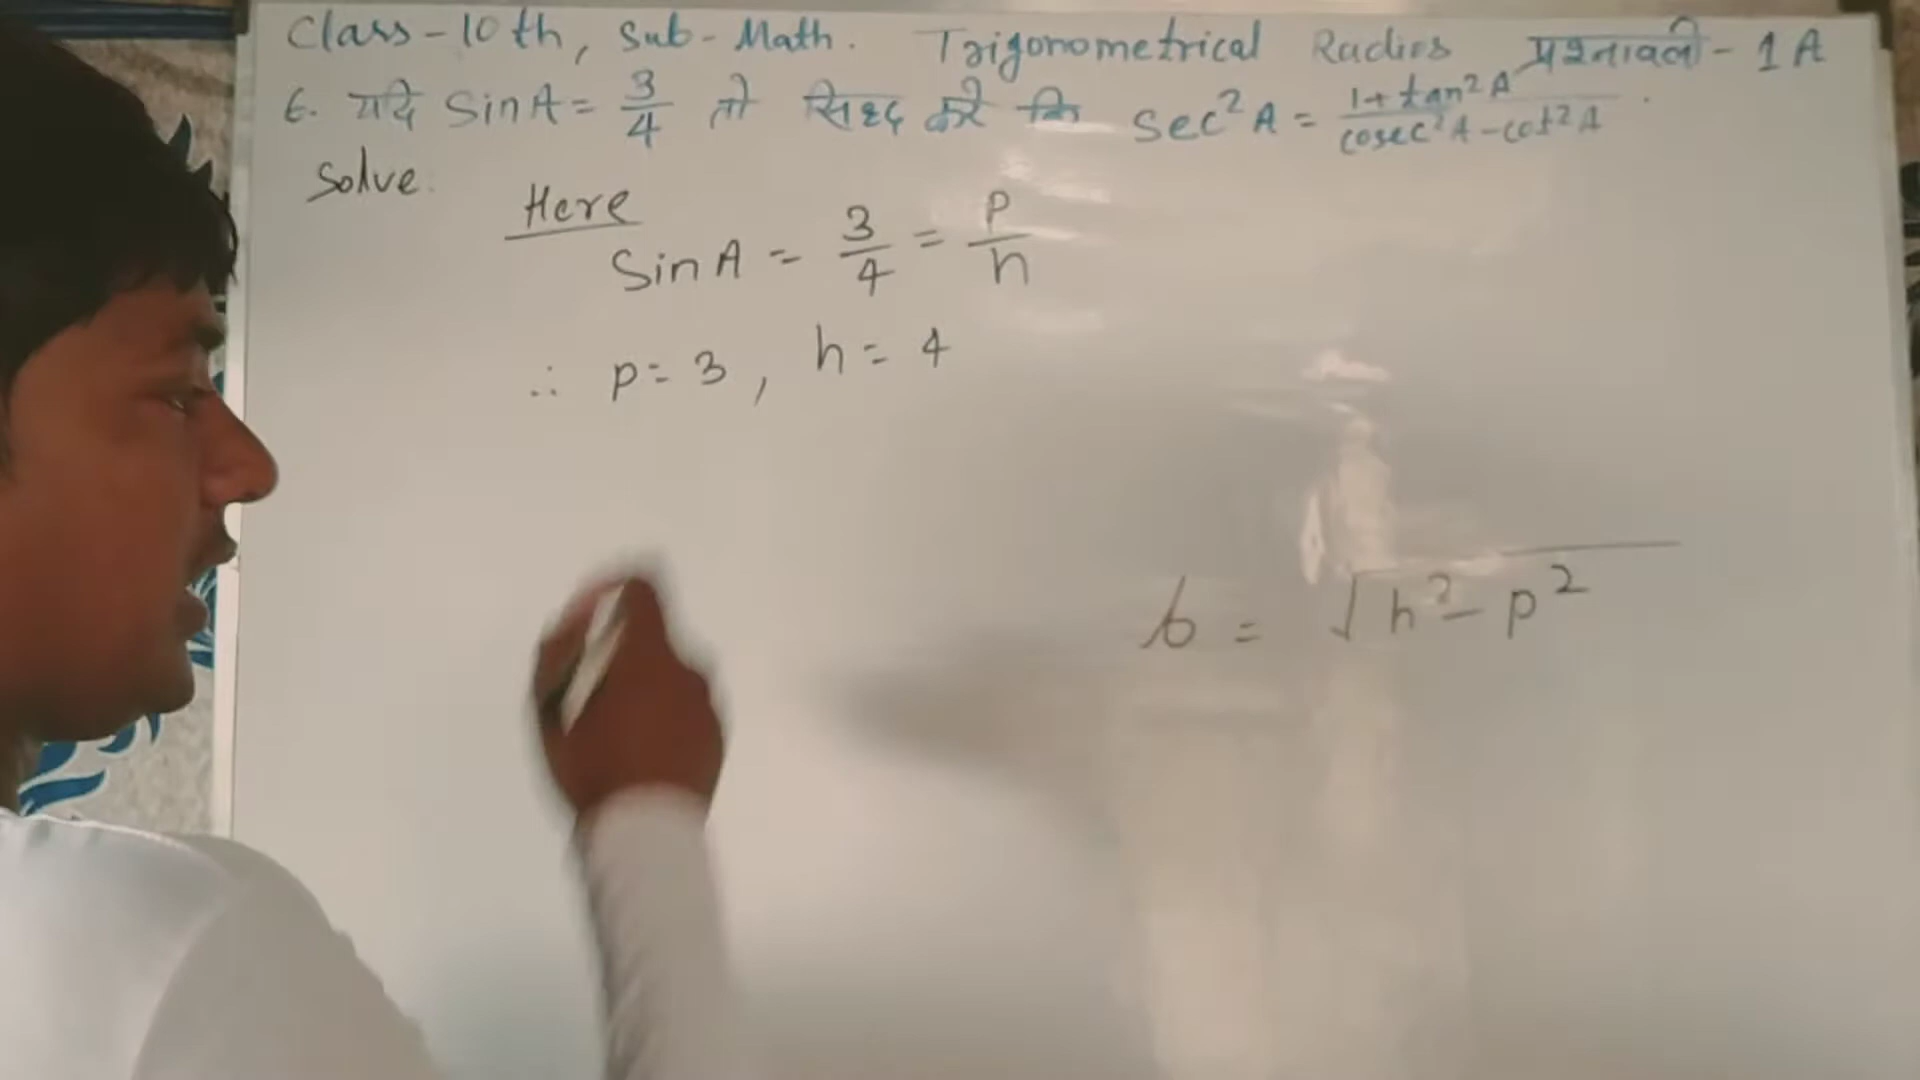 Class-10th, Sub-Math. Trigonometrical Radios प्रश्नावली-1A
6. यदि SinA = 3/4 तो सिद्ध करे कि Sec²A = 1+tan²A / cosec²A-cot²A.
Solve.
Here
Sin A = 3/4 = P/h
∴ p = 3, h = 4
b = √h²-p²